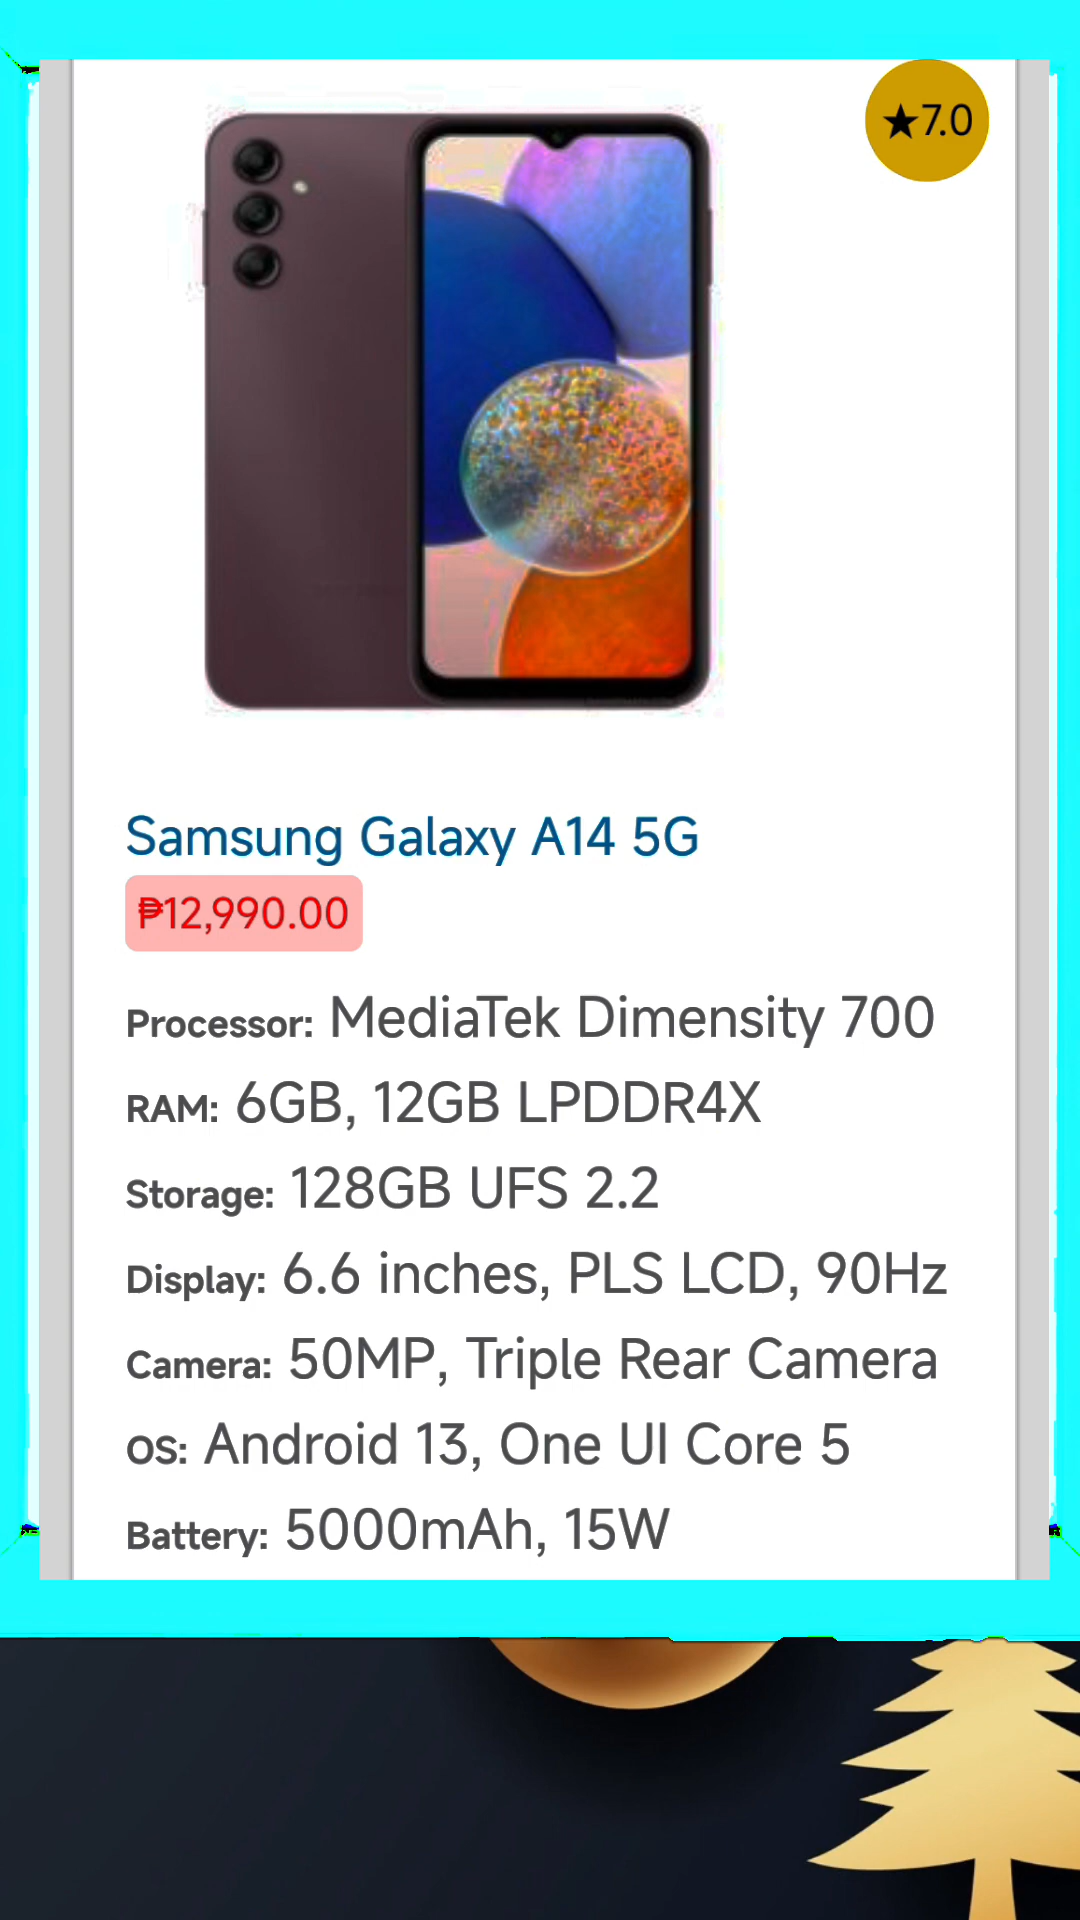 ★7.0
Samsung Galaxy A14 5G
₱12,990.00
Processor: MediaTek Dimensity 700
RAM: 6GB, 12GB LPDDR4X
Storage: 128GB UFS 2.2
Display: 6.6 inches, PLS LCD, 90Hz
Camera: 50MP, Triple Rear Camera
OS: Android 13, One UI Core 5
Battery: 5000mAh, 15W